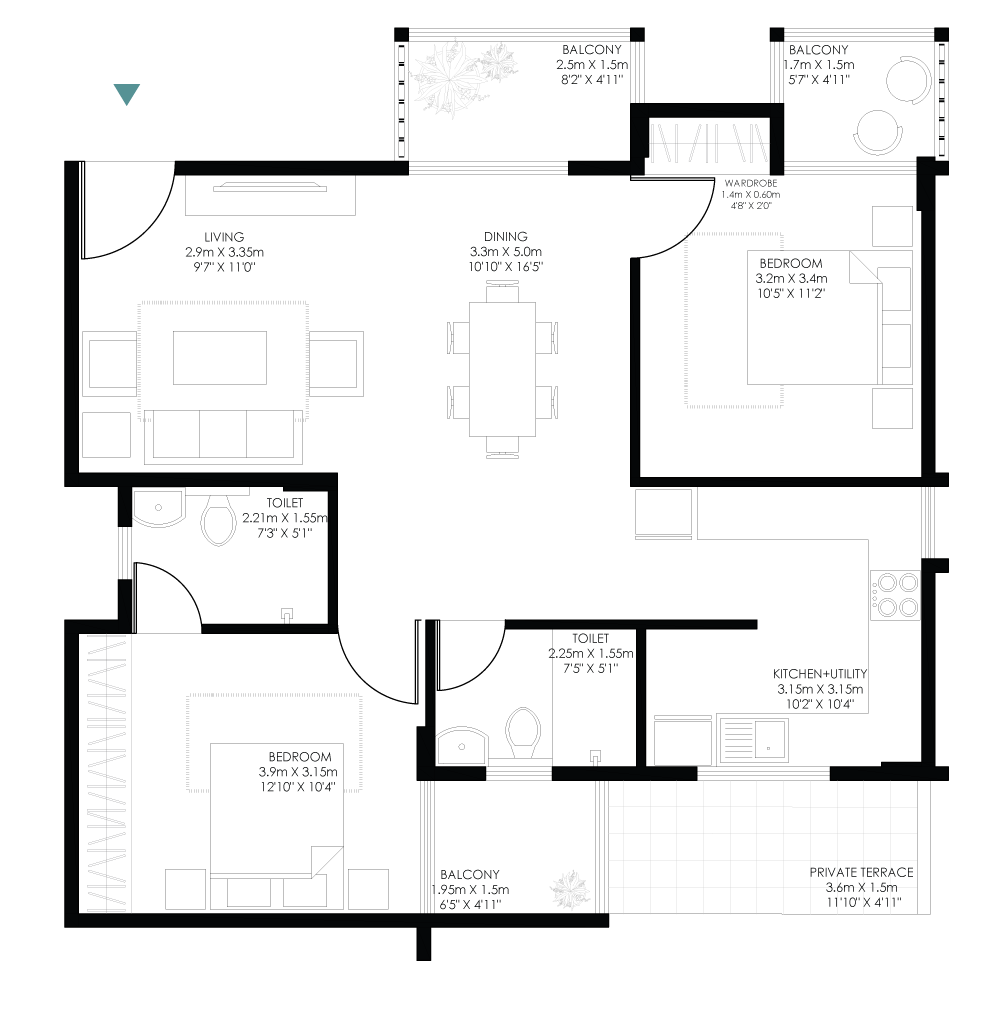 BALCONY
2.5m X 1.5m
8'2" X 4'11"
BALCONY
1.7m X 1.5m
5'7" X 4'11"
WARDROBE
1.4m X 0.60m
4'8" X 2'0"
LIVING
2.9m X 3.35m
9'7" X 11'0"
DINING
3.3m X 5.0m
10'10" X 16'5"
BEDROOM
3.2m X 3.4m
10'5" X 11'2"
TOILET
2.21m X 1.55m
7'3" X 5'1"
TOILET
2.25m X 1.55m
7'5" X 5'1"
KITCHEN+UTILITY
3.15m X 3.15m
10'2" X 10'4"
BEDROOM
3.9m X 3.15m
12'10" X 10'4"
BALCONY
1.95m X 1.5m
6'5" X 4'11"
PRIVATE TERRACE
3.6m X 1.5m
11'10" X 4'11"